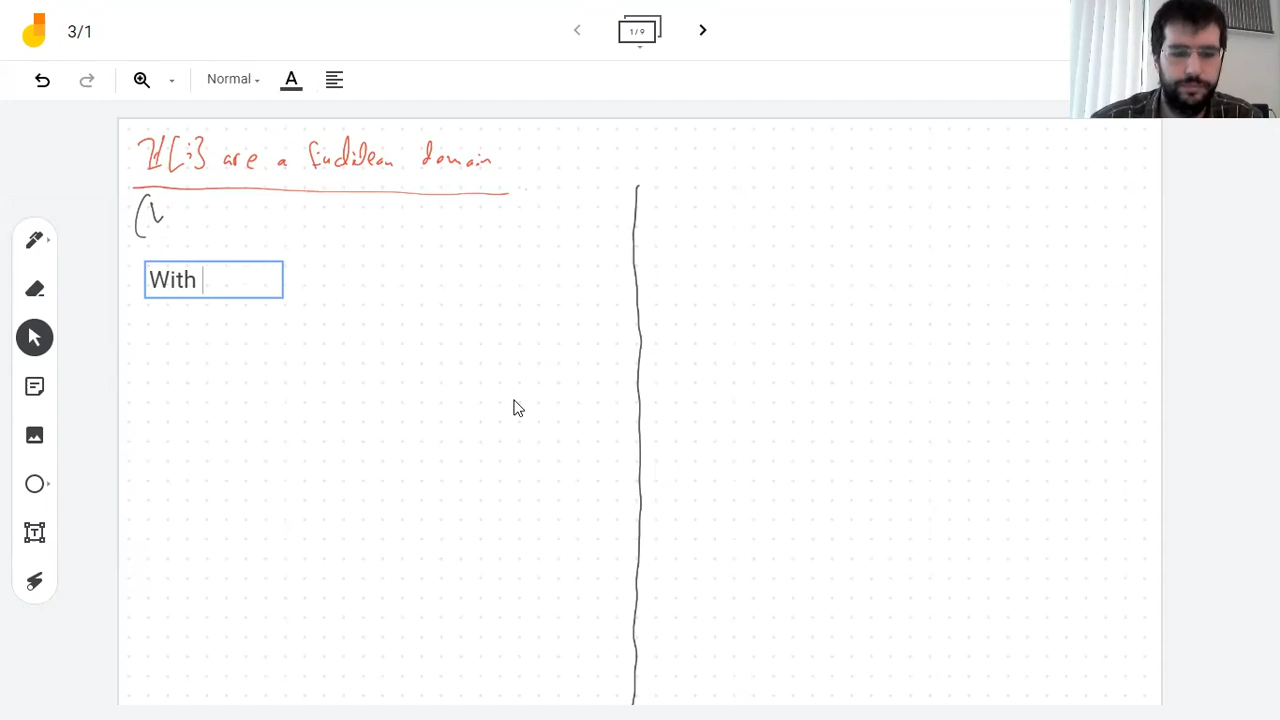 3/1
1/9
Normal
ℤ[i] are a Euclidean domain
(
With
T